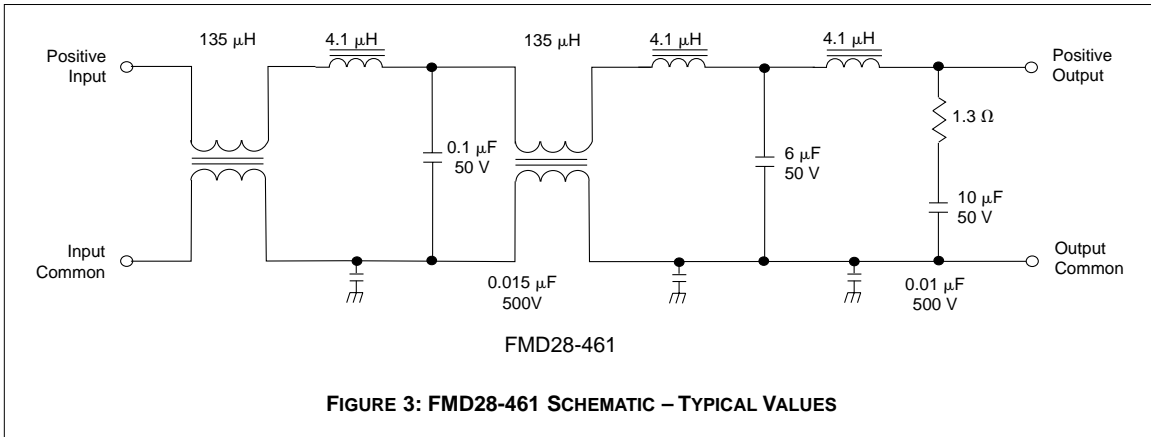 135 µH
4.1 µH
135 µH
4.1 µH
4.1 µH
Positive
Input
Positive
Output
1.3 Ω
0.1 µF
50 V
6 µF
50 V
10 µF
50 V
Input
Common
Output
Common
0.015 µF
500V
0.01 µF
500 V
FMD28-461
FIGURE 3: FMD28-461 SCHEMATIC – TYPICAL VALUES